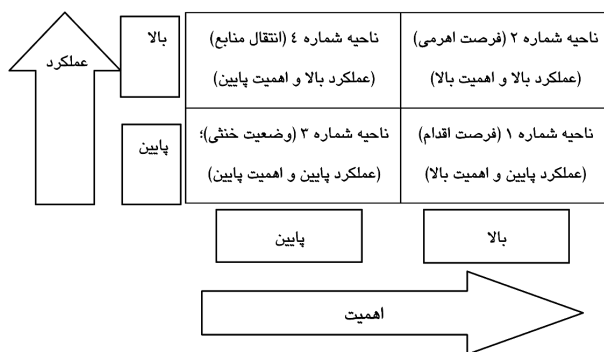 ناحیه شماره ۲ (فرصت اهرمی)
(عملکرد بالا و اهمیت بالا)
ناحیه شماره ٤ (انتقال منابع)
(عملکرد بالا و اهمیت پایین)
بالا
عملکرد
ناحیه شماره ۱ (فرصت اقدام)
(عملکرد پایین و اهمیت بالا)
ناحیه شماره ۳ (وضعیت خنثی)؛
(عملکرد پایین و اهمیت پایین)
پایین
بالا
پایین
اهمیت